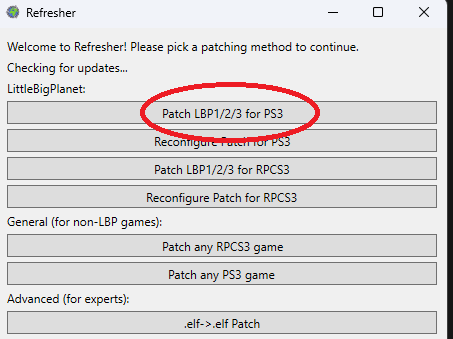 Refresher
Welcome to Refresher! Please pick a patching method to continue.
Checking for updates...
LittleBigPlanet:
Patch LBP1/2/3 for PS3
Reconfigure Patch for PS3
Patch LBP1/2/3 for RPCS3
Reconfigure Patch for RPCS3
General (for non-LBP games):
Patch any RPCS3 game
Patch any PS3 game
Advanced (for experts):
.elf->.elf Patch